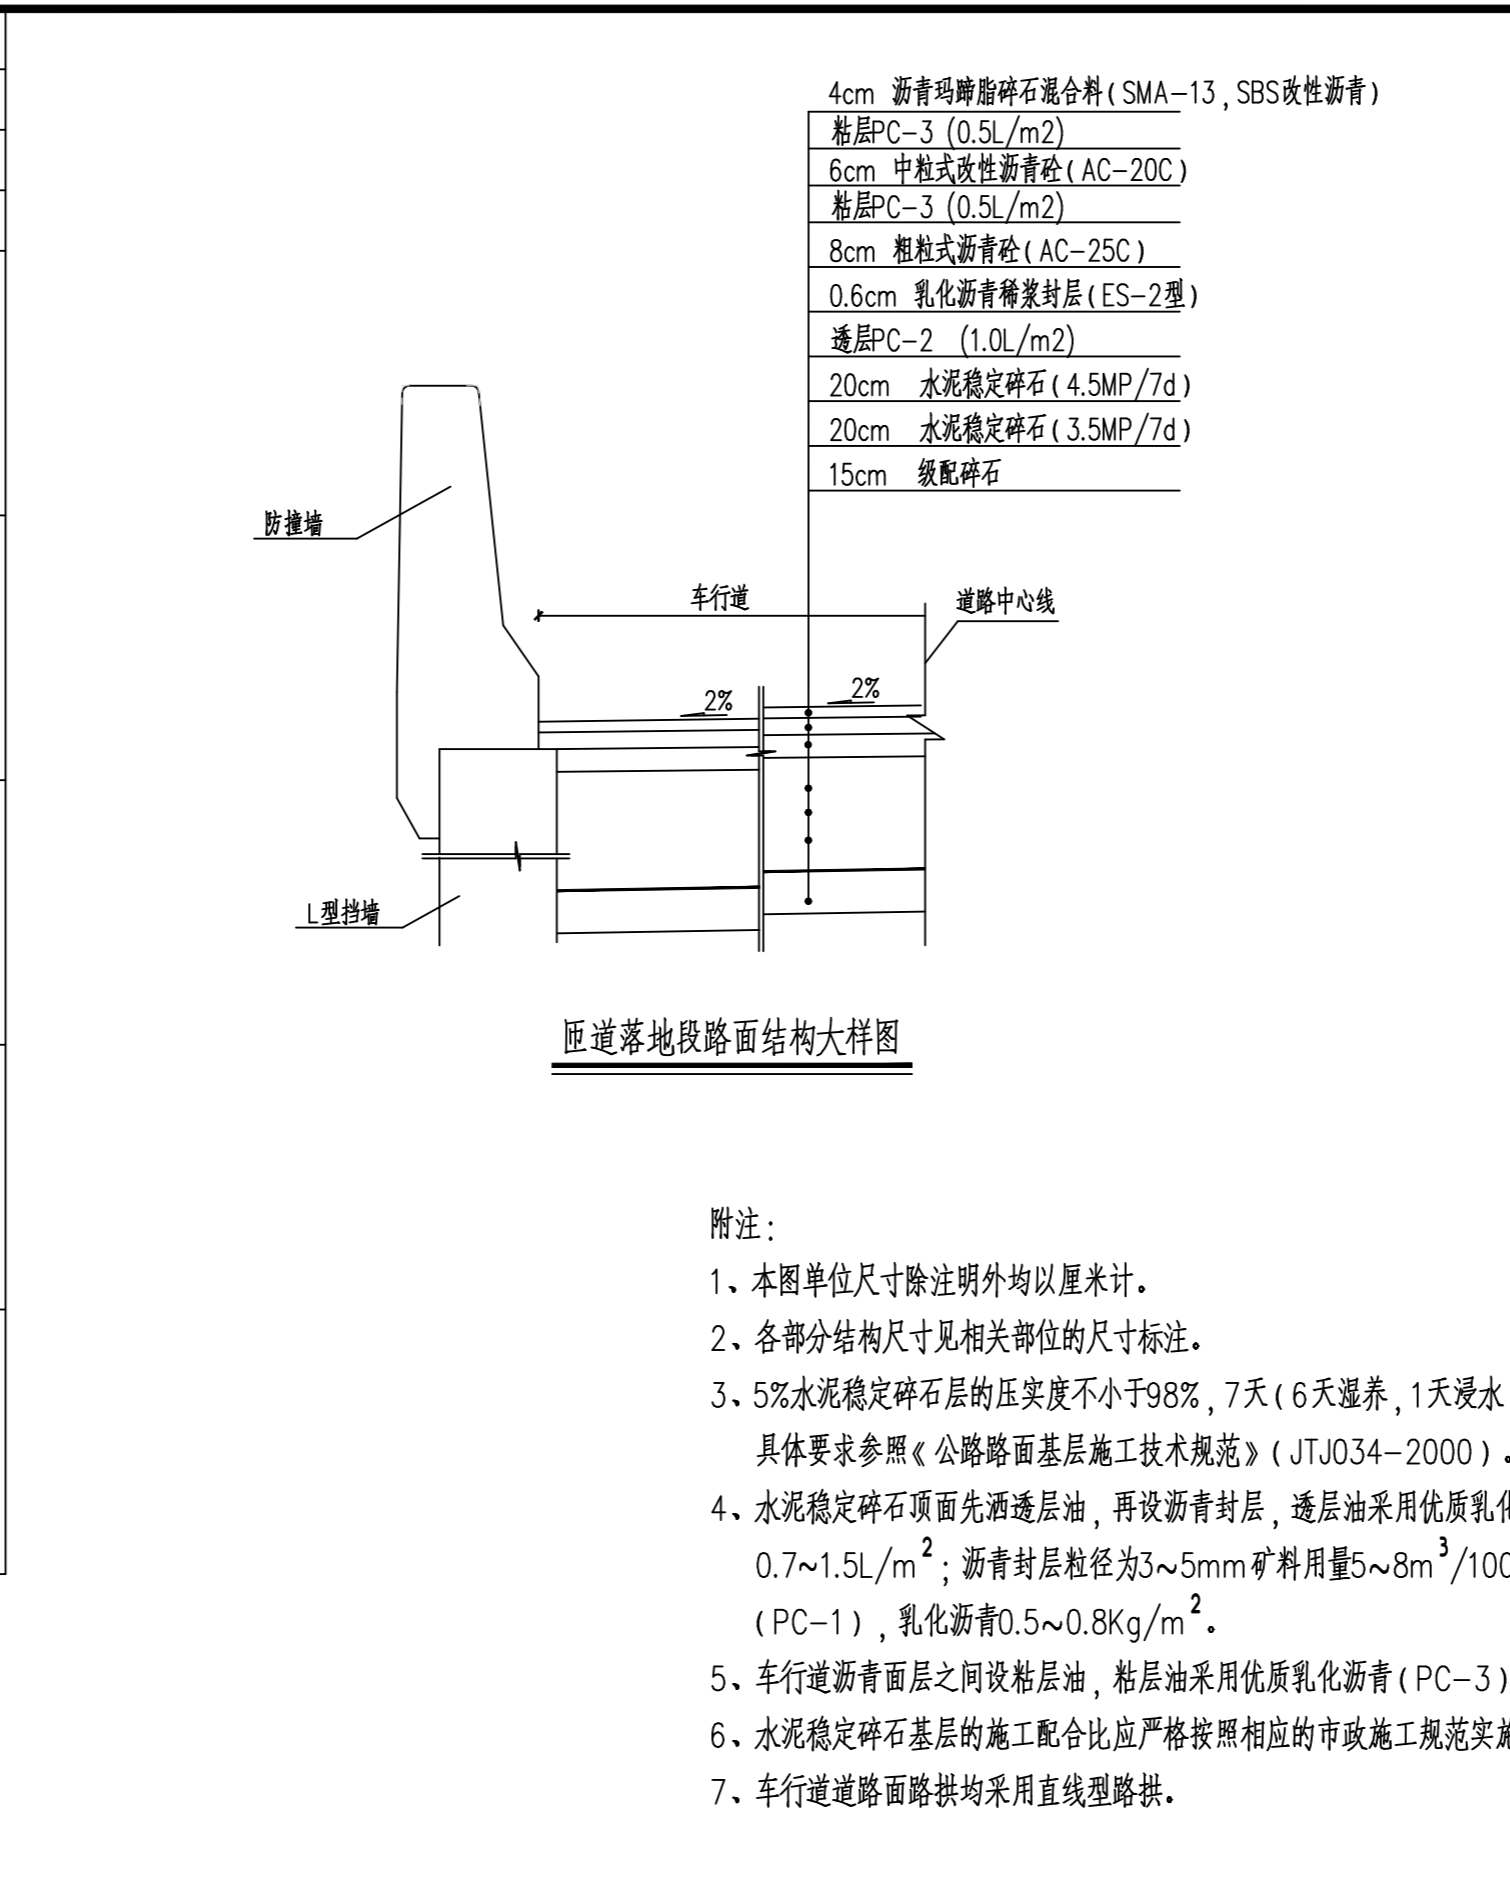 4cm 沥青玛蹄脂碎石混合料(SMA-13,SBS改性沥青)
粘层PC-3 (0.5L/m2)
6cm 中粒式改性沥青砼(AC-20C)
粘层PC-3 (0.5L/m2)
8cm 粗粒式沥青砼(AC-25C)
0.6cm 乳化沥青稀浆封层(ES-2型)
透层PC-2 (1.0L/m2)
20cm 水泥稳定碎石(4.5MP/7d)
20cm 水泥稳定碎石(3.5MP/7d)
15cm 级配碎石
防撞墙
车行道
道路中心线
2%
2%
L型挡墙
匝道落地段路面结构大样图
附注:
1、本图单位尺寸除注明外均以厘米计。
2、各部分结构尺寸见相关部位的尺寸标注。
3、5%水泥稳定碎石层的压实度不小于98%,7天(6天湿养,1天浸水
具体要求参照《公路路面基层施工技术规范》(JTJ034-2000)。
4、水泥稳定碎石顶面先洒透层油,再设沥青封层,透层油采用优质乳化
0.7~1.5L/m²;沥青封层粒径为3~5mm矿料用量5~8m³/100
(PC-1),乳化沥青0.5~0.8Kg/m²。
5、车行道沥青面层之间设粘层油,粘层油采用优质乳化沥青(PC-3)
6、水泥稳定碎石基层的施工配合比应严格按照相应的市政施工规范实施
7、车行道道路面路拱均采用直线型路拱。